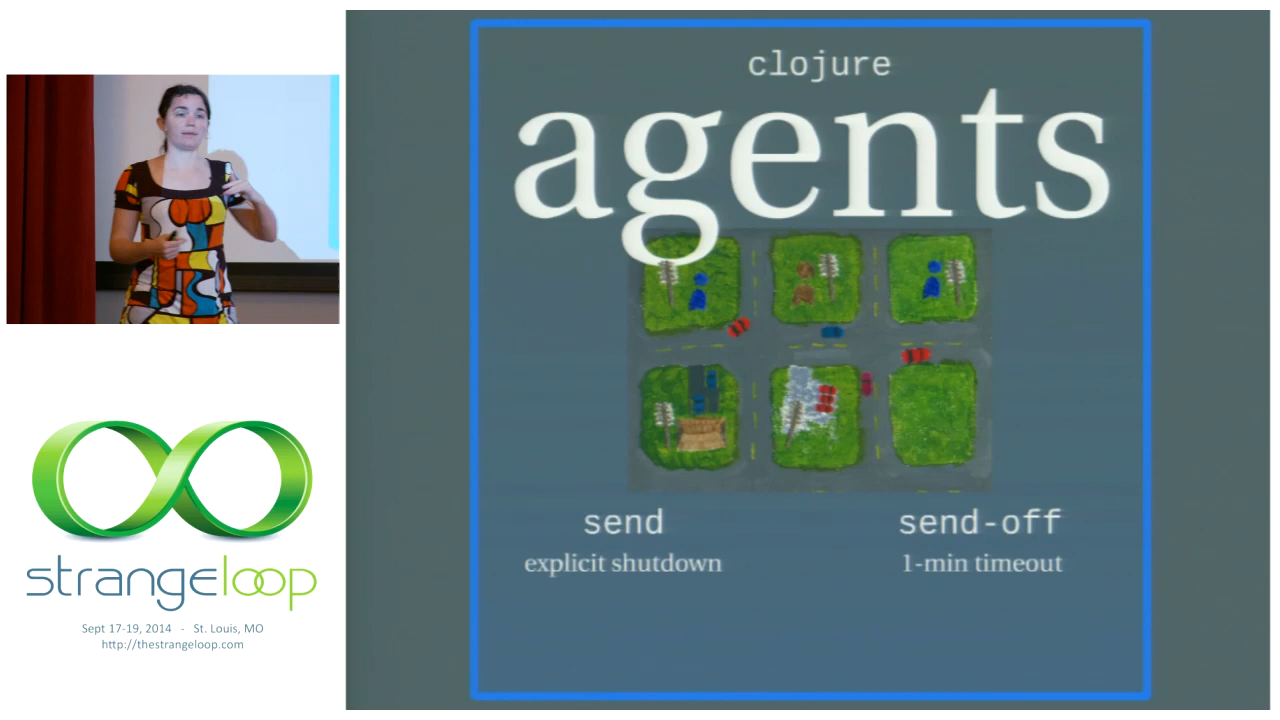 clojure
agents
send
send-off
explicit shutdown
1-min timeout
strangeloop
Sept 17-19, 2014 - St. Louis, MO
http://thestrangeloop.com